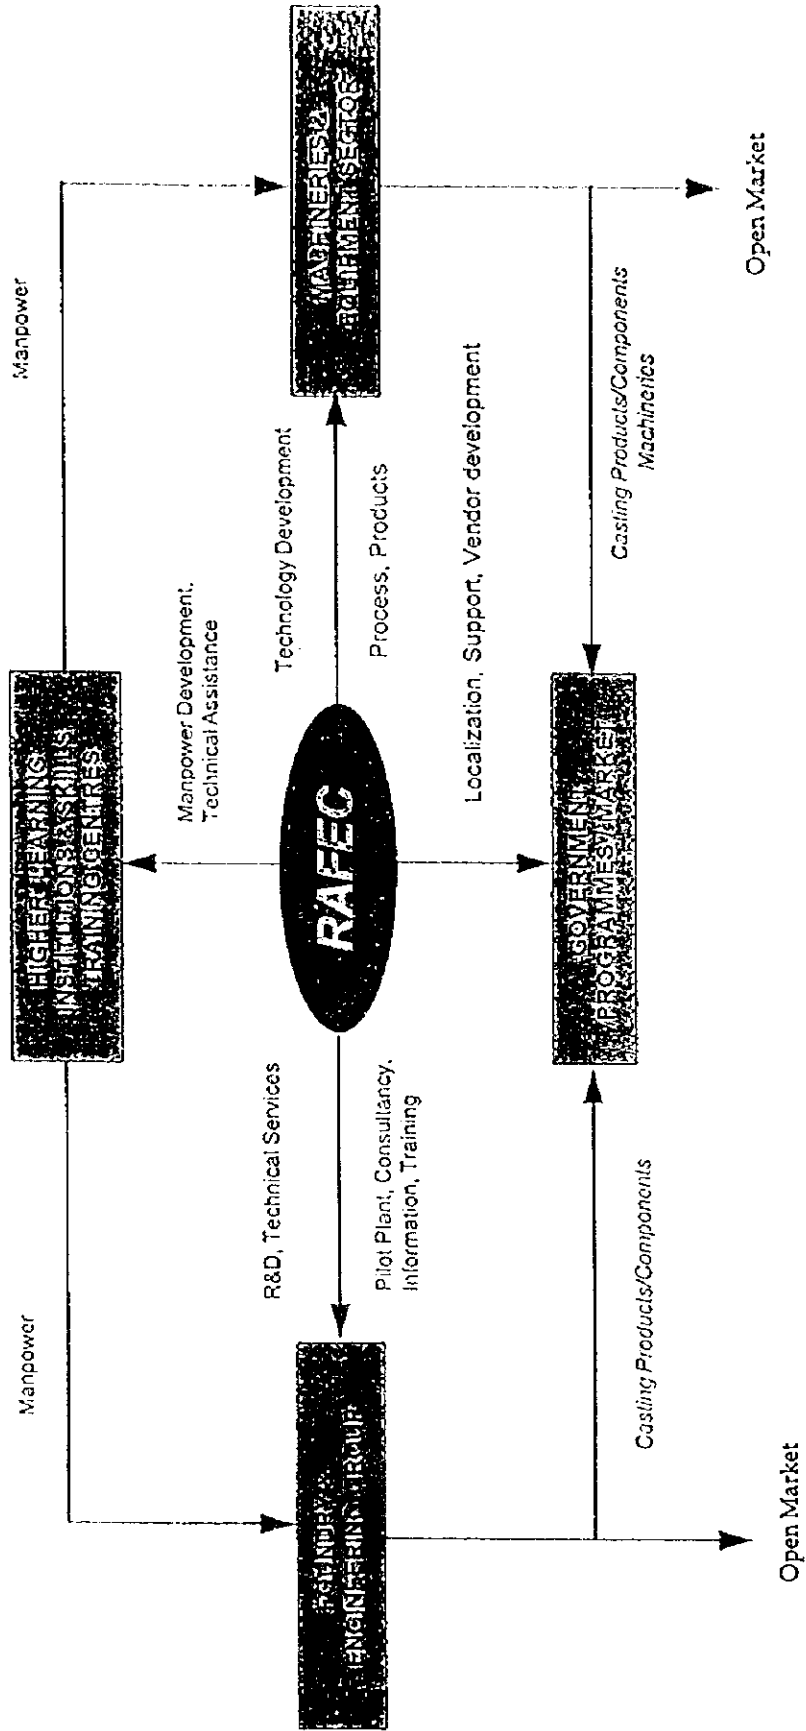 Manpower
HIGHER LEARNING
INSTITUTIONS & SKILLS
TRAINING CENTRES
Manpower
Manpower Development,
Technical Assistance
R&D, Technical Services
Technology Development
FOUNDRY &
ENGINEERING GROUP
RAFEC
MACHINERIES &
EQUIPMENT SECTOR
Pilot Plant, Consultancy,
Information, Training
Process, Products
Localization, Support, Vendor development
GOVERNMENT
PROGRAMMES / MARKET
Casting Products/Components
Casting Products/Components
Machineries
Open Market
Open Market